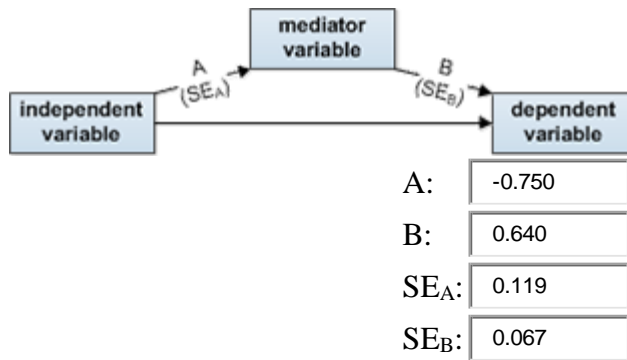 mediator
variable
A
(SEA)
B
(SEB)
independent
variable
dependent
variable
A: -0.750
B: 0.640
SEA: 0.119
SEB: 0.067